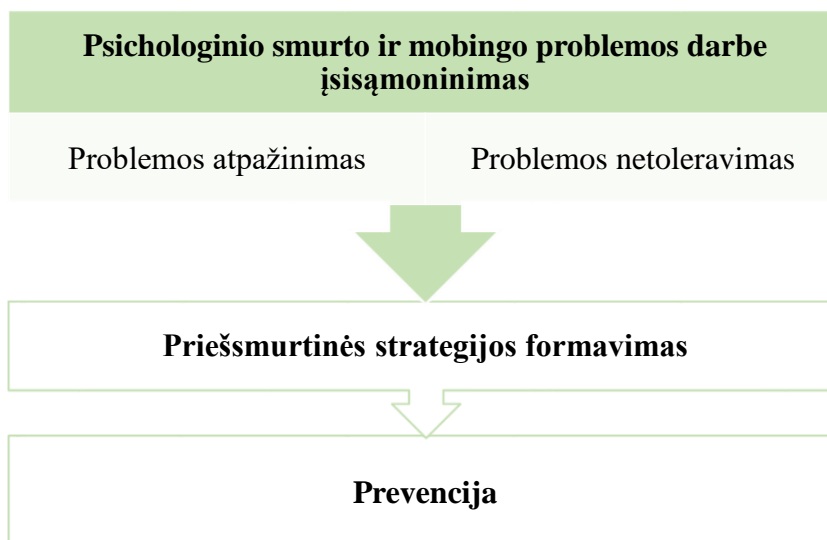 Psichologinio smurto ir mobingo problemos darbe
įsisąmoninimas
Problemos atpažinimas
Problemos netoleravimas
Priešsmurtinės strategijos formavimas
Prevencija